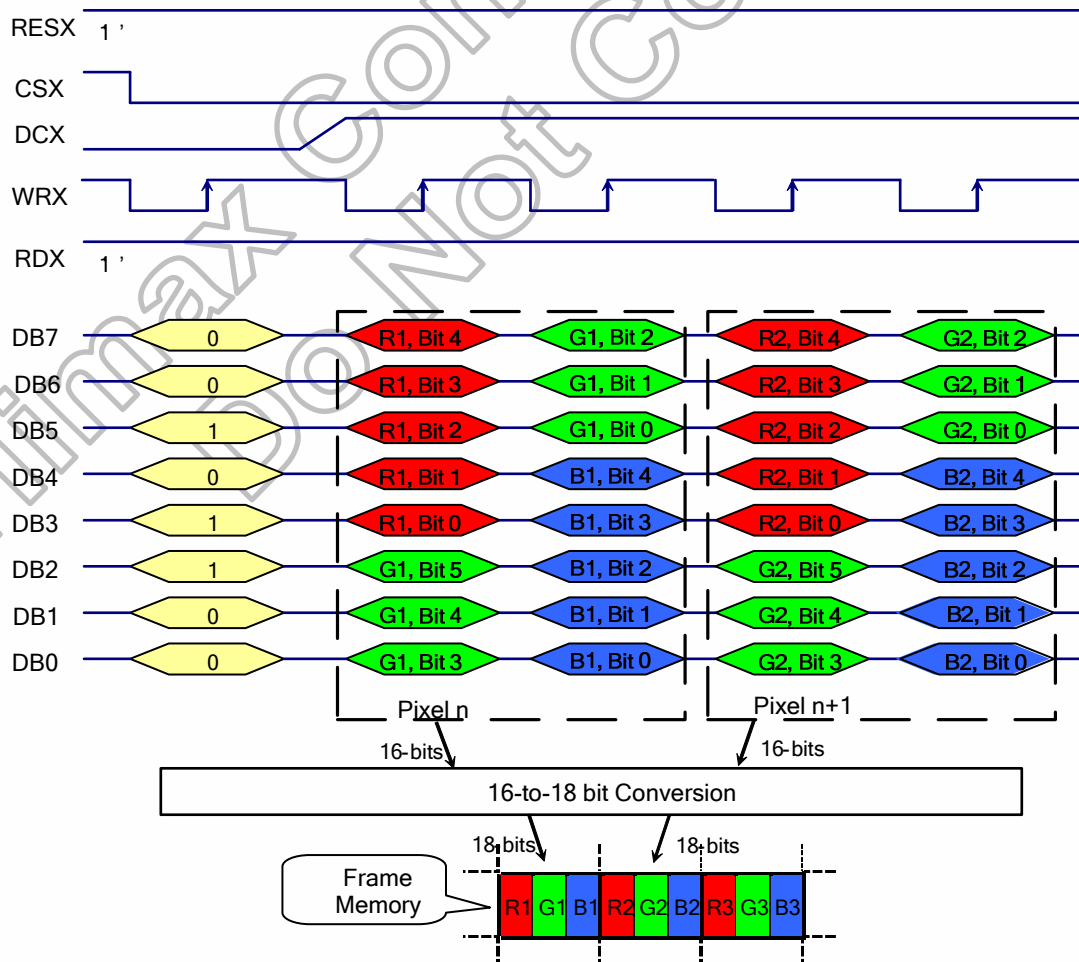 RESX 1 ’
CSX
DCX
WRX
RDX 1 ’
DB7 0 R1, Bit 4 G1, Bit 2 R2, Bit 4 G2, Bit 2
DB6 0 R1, Bit 3 G1, Bit 1 R2, Bit 3 G2, Bit 1
DB5 1 R1, Bit 2 G1, Bit 0 R2, Bit 2 G2, Bit 0
DB4 0 R1, Bit 1 B1, Bit 4 R2, Bit 1 B2, Bit 4
DB3 1 R1, Bit 0 B1, Bit 3 R2, Bit 0 B2, Bit 3
DB2 1 G1, Bit 5 B1, Bit 2 G2, Bit 5 B2, Bit 2
DB1 0 G1, Bit 4 B1, Bit 1 G2, Bit 4 B2, Bit 1
DB0 0 G1, Bit 3 B1, Bit 0 G2, Bit 3 B2, Bit 0
Pixel n Pixel n+1
16-bits 16-bits
16-to-18 bit Conversion
18-bits 18-bits
Frame
Memory
R1 G1 B1 R2 G2 B2 R3 G3 B3
Do Not